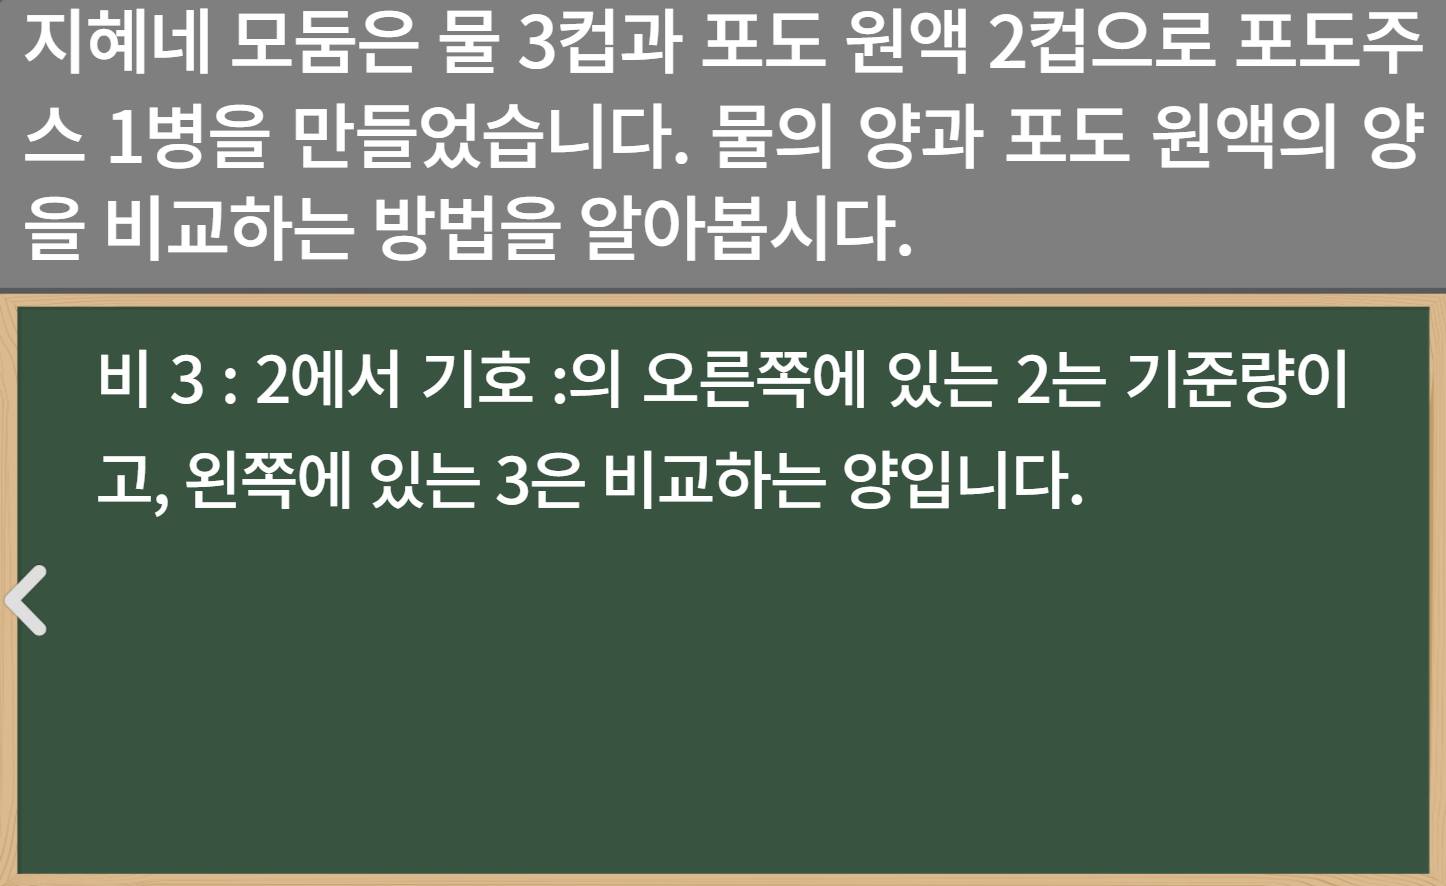 지혜네 모둠은 물 3컵과 포도 원액 2컵으로 포도주
스 1병을 만들었습니다. 물의 양과 포도 원액의 양
을 비교하는 방법을 알아봅시다.
비 3 : 2에서 기호 :의 오른쪽에 있는 2는 기준량이
고, 왼쪽에 있는 3은 비교하는 양입니다.